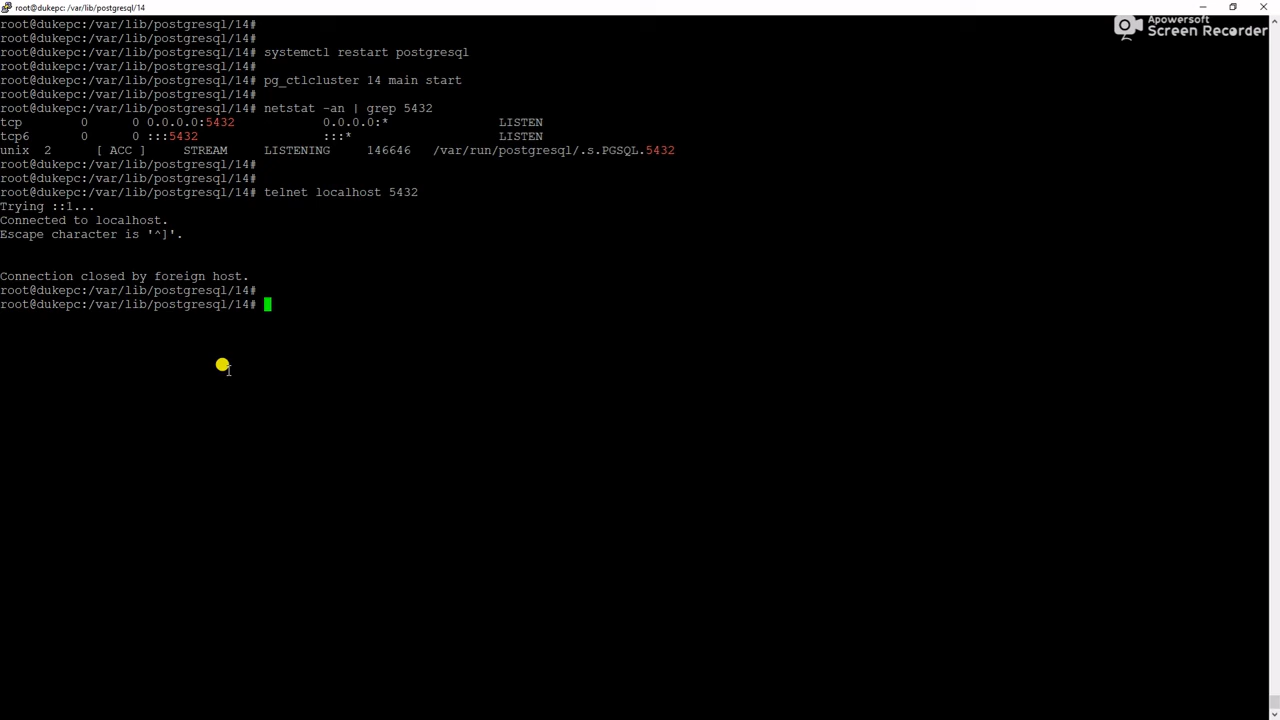 root@dukepc: /var/lib/postgresql/14
Apowersoft
Screen Recorder
root@dukepc:/var/lib/postgresql/14#
root@dukepc:/var/lib/postgresql/14#
root@dukepc:/var/lib/postgresql/14# systemctl restart postgresql
root@dukepc:/var/lib/postgresql/14#
root@dukepc:/var/lib/postgresql/14# pg_ctlcluster 14 main start
root@dukepc:/var/lib/postgresql/14#
root@dukepc:/var/lib/postgresql/14# netstat -an | grep 5432
tcp        0      0 0.0.0.0:5432            0.0.0.0:*               LISTEN
tcp6       0      0 :::5432                 :::*                    LISTEN
unix  2      [ ACC ]     STREAM     LISTENING     146646   /var/run/postgresql/.s.PGSQL.5432
root@dukepc:/var/lib/postgresql/14#
root@dukepc:/var/lib/postgresql/14#
root@dukepc:/var/lib/postgresql/14# telnet localhost 5432
Trying ::1...
Connected to localhost.
Escape character is '^]'.
Connection closed by foreign host.
root@dukepc:/var/lib/postgresql/14#
root@dukepc:/var/lib/postgresql/14#